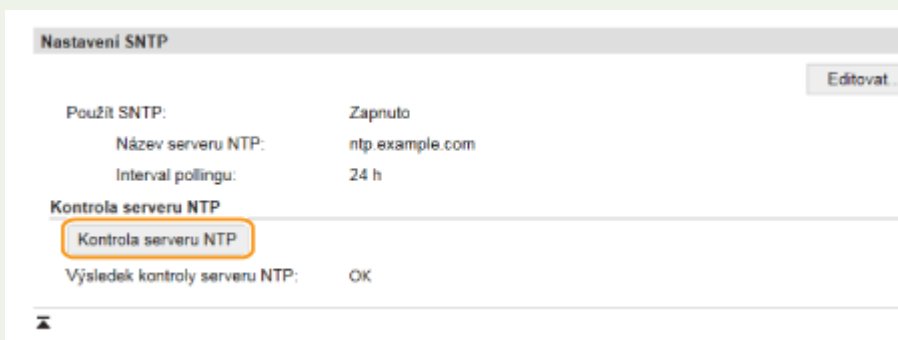 Nastavení SNTP
Editovat...
Použít SNTP: Zapnuto
Název serveru NTP: ntp.example.com
Interval pollingu: 24 h
Kontrola serveru NTP
Kontrola serveru NTP
Výsledek kontroly serveru NTP: OK